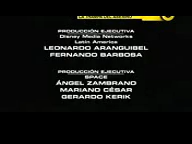 PRODUCCIÓN EJECUTIVA
Disney Media Networks
Latin America
LEONARDO ARANGUIBEL
FERNANDO BARBOSA
PRODUCCIÓN EJECUTIVA
SPACE
ÁNGEL ZAMBRANO
MARIANO CÉSAR
GERARDO KERIK